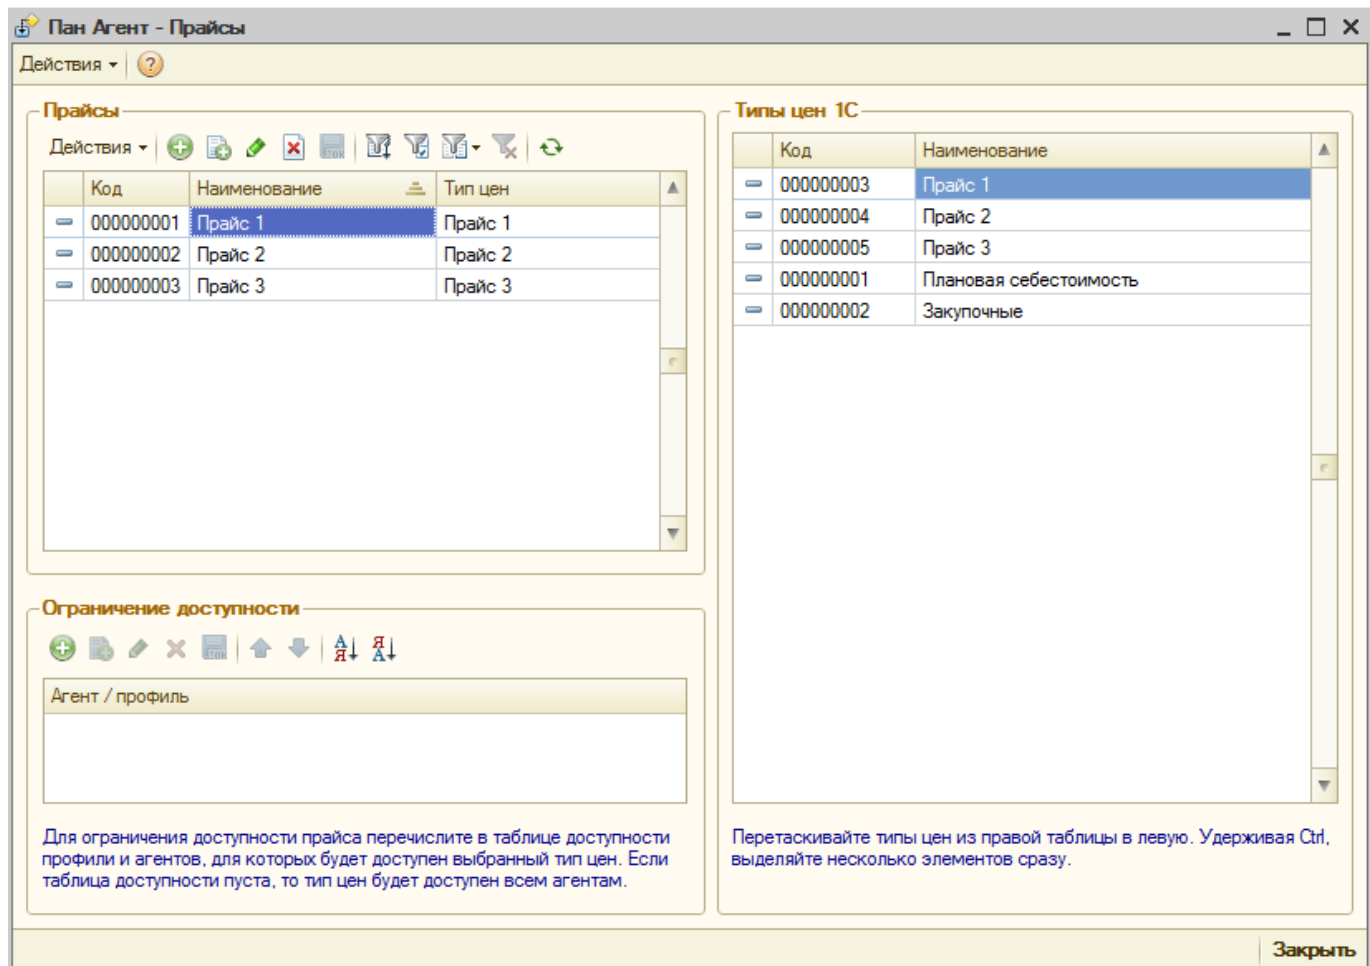 Пан Агент - Прайсы
Действия
Прайсы
Действия
Код Наименование Тип цен
000000001 Прайс 1 Прайс 1
000000002 Прайс 2 Прайс 2
000000003 Прайс 3 Прайс 3
Ограничение доступности
Агент / профиль
Для ограничения доступности прайса перечислите в таблице доступности
профили и агентов, для которых будет доступен выбранный тип цен. Если
таблица доступности пуста, то тип цен будет доступен всем агентам.
Типы цен 1С
Код Наименование
000000003 Прайс 1
000000004 Прайс 2
000000005 Прайс 3
000000001 Плановая себестоимость
000000002 Закупочные
Перетаскивайте типы цен из правой таблицы в левую. Удерживая Ctrl,
выделяйте несколько элементов сразу.
Закрыть